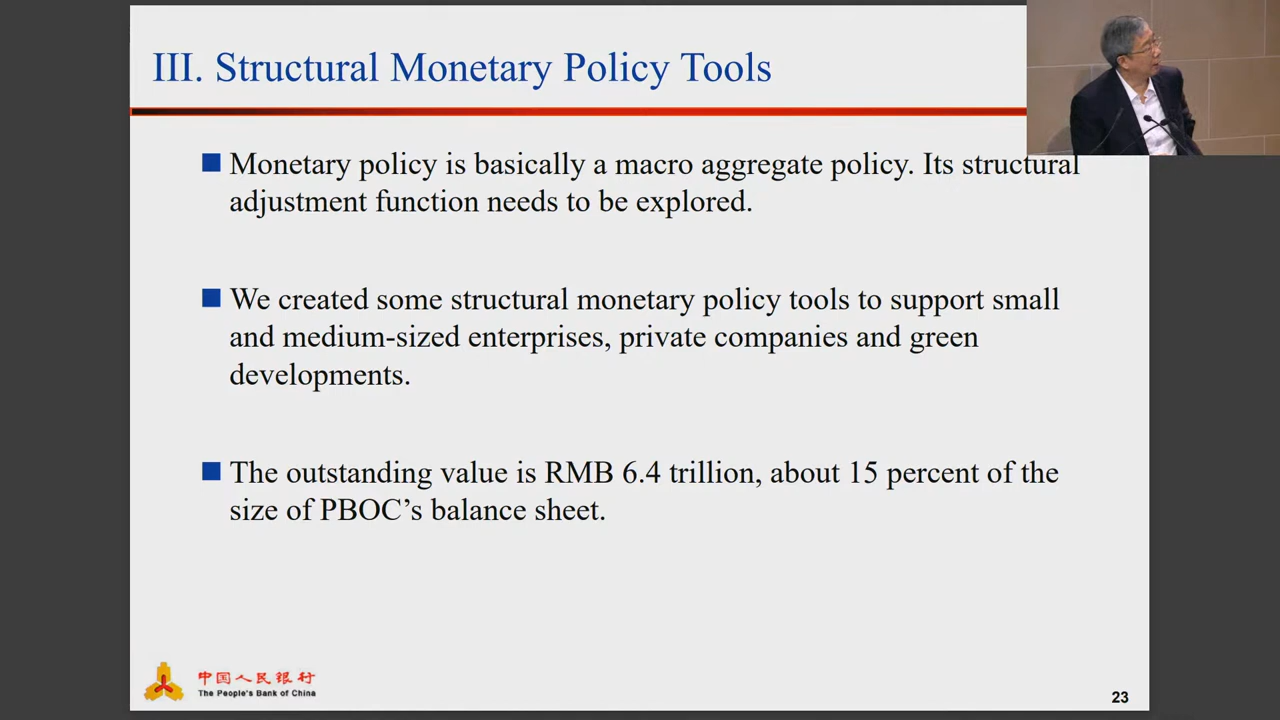 III. Structural Monetary Policy Tools
Monetary policy is basically a macro aggregate policy. Its structural
adjustment function needs to be explored.
We created some structural monetary policy tools to support small
and medium-sized enterprises, private companies and green
developments.
The outstanding value is RMB 6.4 trillion, about 15 percent of the
size of PBOC’s balance sheet.
中国人民银行
The People's Bank of China
23